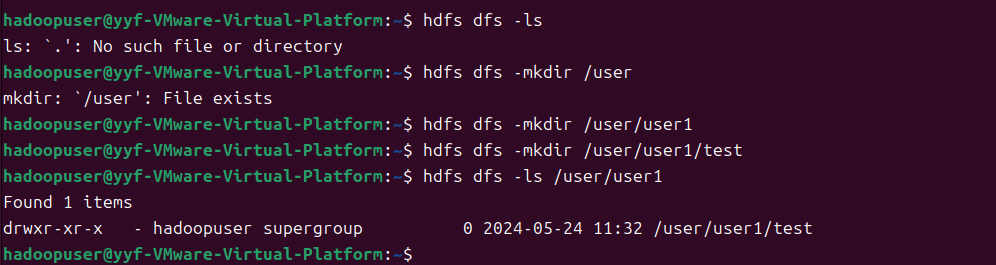 hadoopuser@yyf-VMware-Virtual-Platform:~$ hdfs dfs -ls
ls: `.': No such file or directory
hadoopuser@yyf-VMware-Virtual-Platform:~$ hdfs dfs -mkdir /user
mkdir: `/user': File exists
hadoopuser@yyf-VMware-Virtual-Platform:~$ hdfs dfs -mkdir /user/user1
hadoopuser@yyf-VMware-Virtual-Platform:~$ hdfs dfs -mkdir /user/user1/test
hadoopuser@yyf-VMware-Virtual-Platform:~$ hdfs dfs -ls /user/user1
Found 1 items
drwxr-xr-x   - hadoopuser supergroup          0 2024-05-24 11:32 /user/user1/test
hadoopuser@yyf-VMware-Virtual-Platform:~$